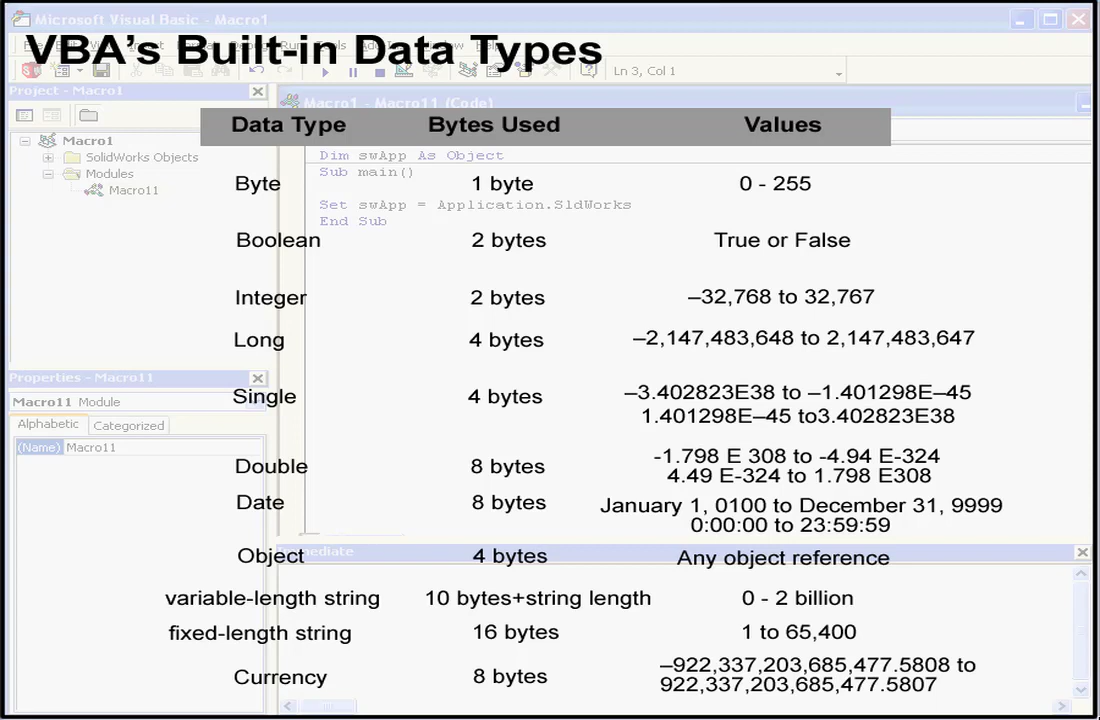 Microsoft Visual Basic - Macro1
VBA's Built-in Data Types
Ln 3, Col 1
Project - Macro1
Macro1 - Macro11 (Code)
Data Type Bytes Used Values
Macro1
SolidWorks Objects
Modules
Macro11
Dim swApp As Object
Sub main()
Set swApp = Application.SldWorks
End Sub
Byte 1 byte 0 - 255
Boolean 2 bytes True or False
Integer 2 bytes –32,768 to 32,767
Long 4 bytes –2,147,483,648 to 2,147,483,647
Properties - Macro11
Macro11 Module
Alphabetic Categorized
(Name) Macro11
Single 4 bytes –3.402823E38 to –1.401298E–45
1.401298E–45 to3.402823E38
Double 8 bytes -1.798 E 308 to -4.94 E-324
4.49 E-324 to 1.798 E308
Date 8 bytes January 1, 0100 to December 31, 9999
0:00:00 to 23:59:59
Object 4 bytes Any object reference
variable-length string 10 bytes+string length 0 - 2 billion
fixed-length string 16 bytes 1 to 65,400
Currency 8 bytes –922,337,203,685,477.5808 to
922,337,203,685,477.5807